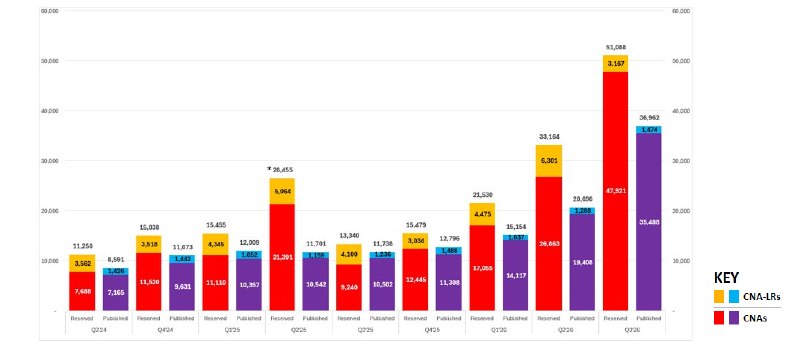 60,000 60,000
51,088
3,167
50,000 50,000
40,000 40,000
36,962
1,474
33,164
6,301
30,000 30,000
* 26,455
5,064
47,921
21,530
4,475
20,696
1,288
20,000 20,000
35,488
15,038 15,455 15,479 15,154
3,518 4,345 3,034 1,037
13,340 12,796
4,100 1,488
11,250 11,073 12,009 11,701 11,738
3,562 1,442 1,652 1,159 1,236
8,591
1,426
10,000 10,000
7,688 7,165 11,520 9,631 11,110 10,357 21,391 10,542 9,240 10,502 12,445 11,308 17,055 14,117 26,863 19,408
Reserved Published Reserved Published Reserved Published Reserved Published Reserved Published Reserved Published Reserved Published Reserved Published Reserved Published
Q2'24 Q4'24 Q2'25 Q2'25 Q2'25 Q4'25 Q1'26 Q2'26 Q3'26
KEY
CNA-LRs
CNAs